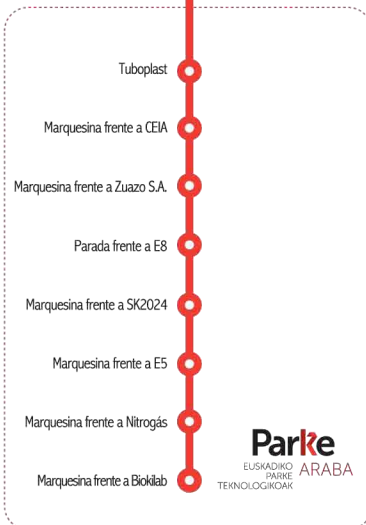 Tuboplast
Marquesina frente a CEIA
Marquesina frente a Zuazo S.A.
Parada frente a E8
Marquesina frente a SK2024
Marquesina frente a E5
Marquesina frente a Nitrogás
Marquesina frente a Biokilab
Parke
EUSKADIKO
PARKE
TEKNOLOGIKOAK
ARABA